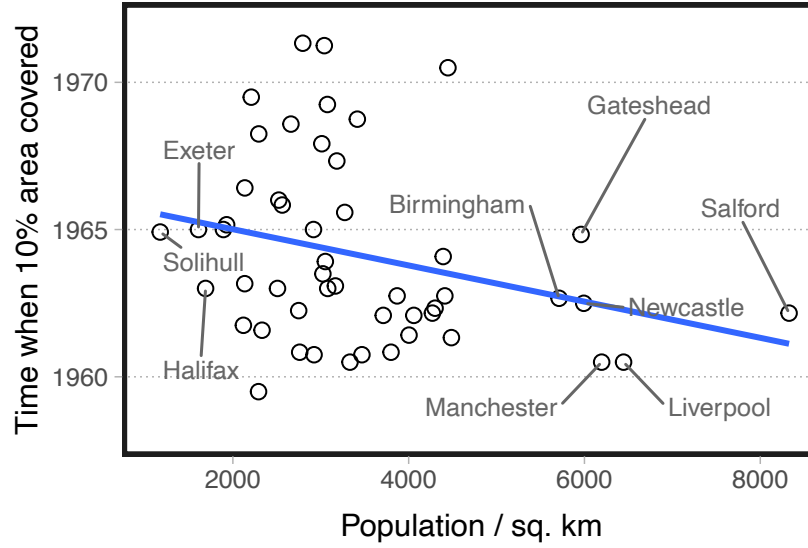 Time when 10% area covered
1970
1965
1960
Gateshead
Exeter
Birmingham
Salford
Solihull
Newcastle
Halifax
Manchester
Liverpool
2000
4000
6000
8000
Population / sq. km